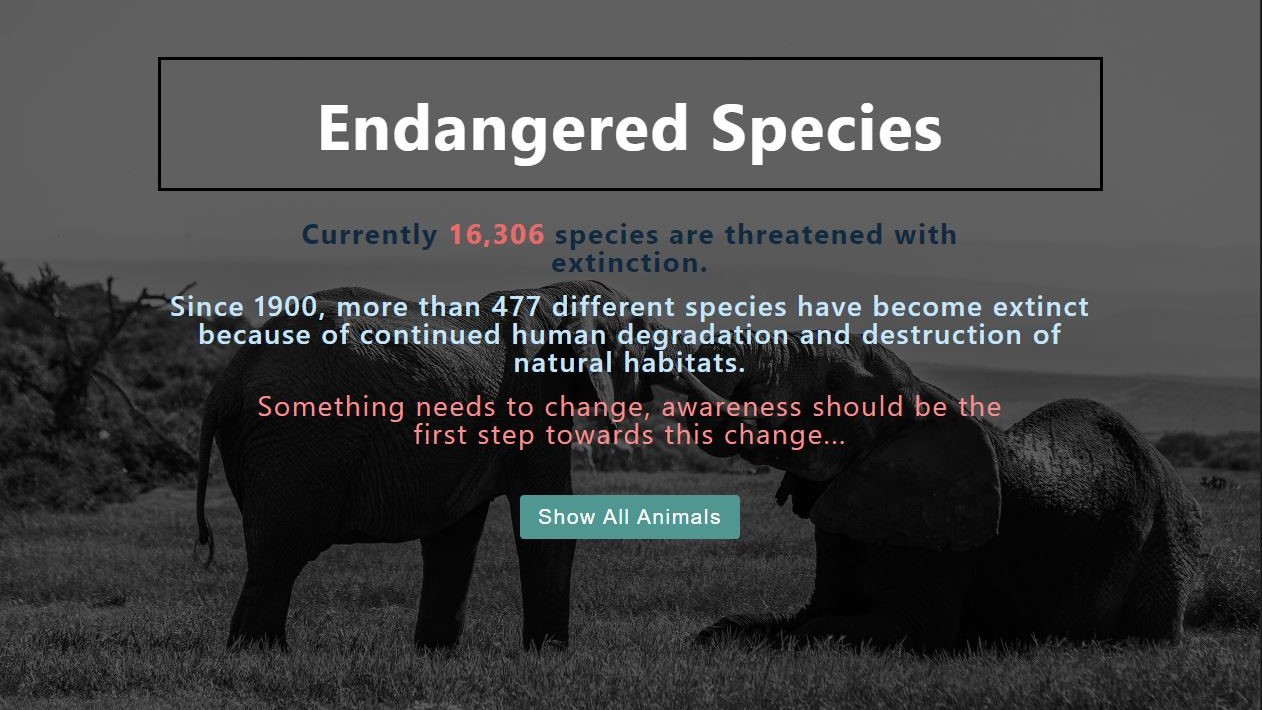 Endangered Species
Currently 16,306 species are threatened with
extinction.
Since 1900, more than 477 different species have become extinct
because of continued human degradation and destruction of
natural habitats.
Something needs to change, awareness should be the
first step towards this change...
Show All Animals